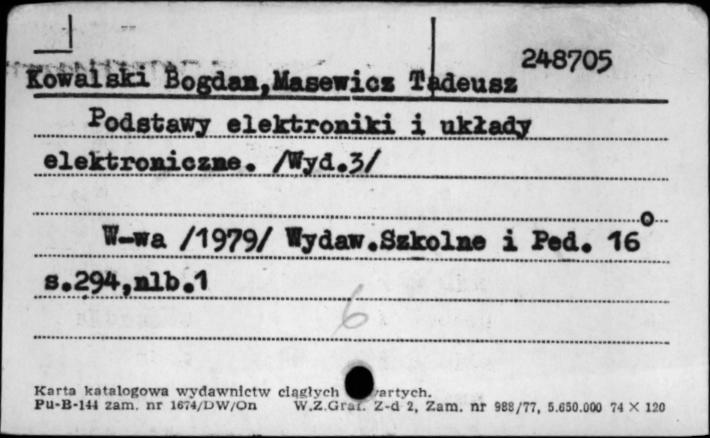 248705
Kowalski Bogdan,Masewicz Tadeusz
Podstawy elektroniki i układy
elektroniczne. /Wyd.3/
W-wa /1979/ Wydaw.Szkolne i Ped. 16°
s.294,nlb.1
6
Karta katalogowa wydawnictw ciągłych
Pu-B-144 zam. nr 1674/DW/On W.Z.Graf. Z-d 2, Zam. nr 988/77, 5.650.000 74 × 120